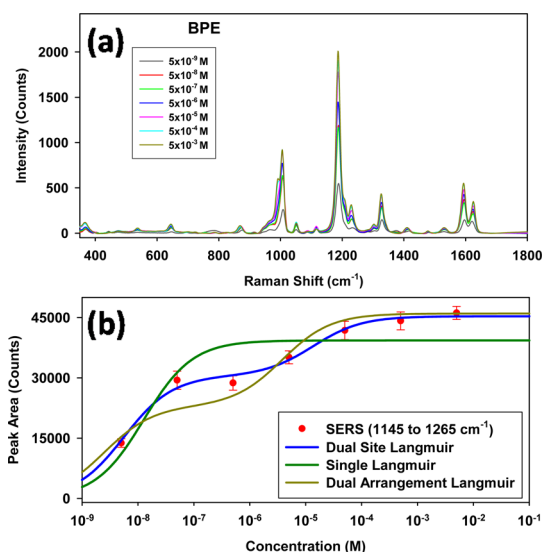 (a)
BPE
5x10⁻⁹ M
5x10⁻⁸ M
5x10⁻⁷ M
5x10⁻⁶ M
5x10⁻⁵ M
5x10⁻⁴ M
5x10⁻³ M
Intensity (Counts)
2000
1500
1000
500
0
400 600 800 1000 1200 1400 1600 1800
Raman Shift (cm⁻¹)
(b)
Peak Area (Counts)
45000
30000
15000
0
SERS (1145 to 1265 cm⁻¹)
Dual Site Langmuir
Single Langmuir
Dual Arrangement Langmuir
10⁻⁹ 10⁻⁸ 10⁻⁷ 10⁻⁶ 10⁻⁵ 10⁻⁴ 10⁻³ 10⁻² 10⁻¹
Concentration (M)